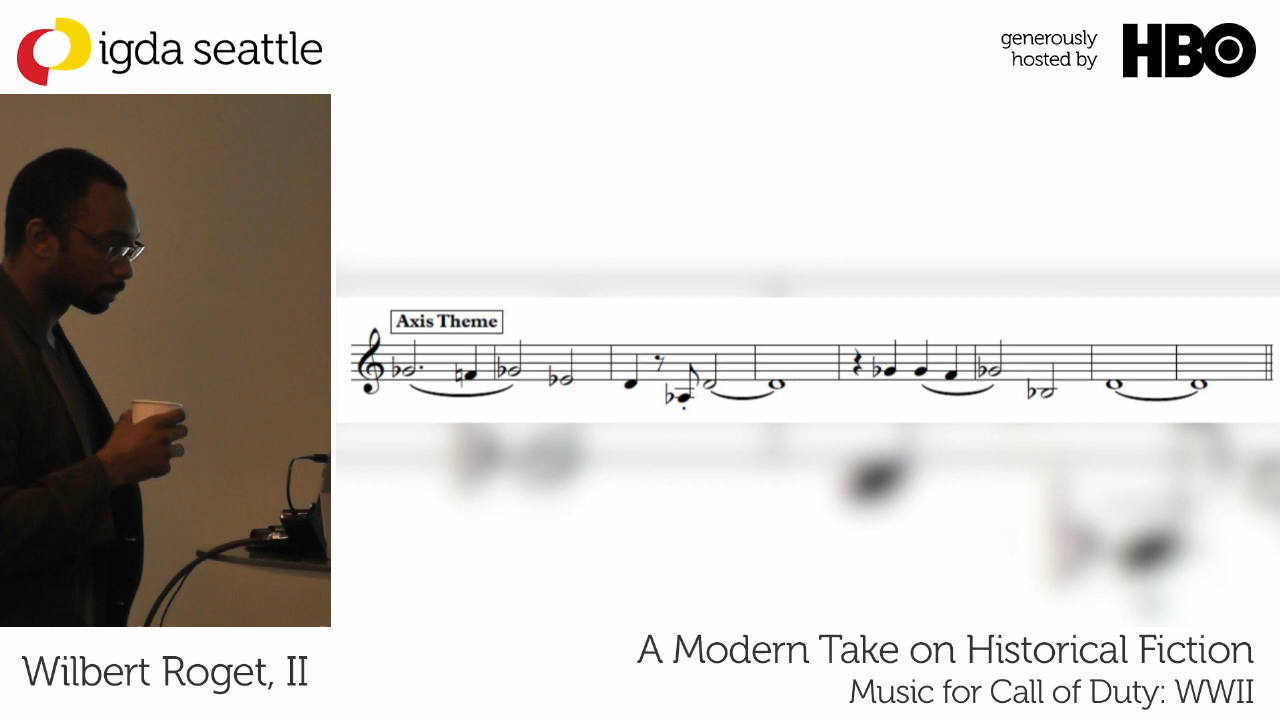 igda seattle
generously
hosted by
HBO
Axis Theme
Wilbert Roget, II
A Modern Take on Historical Fiction
Music for Call of Duty: WWII